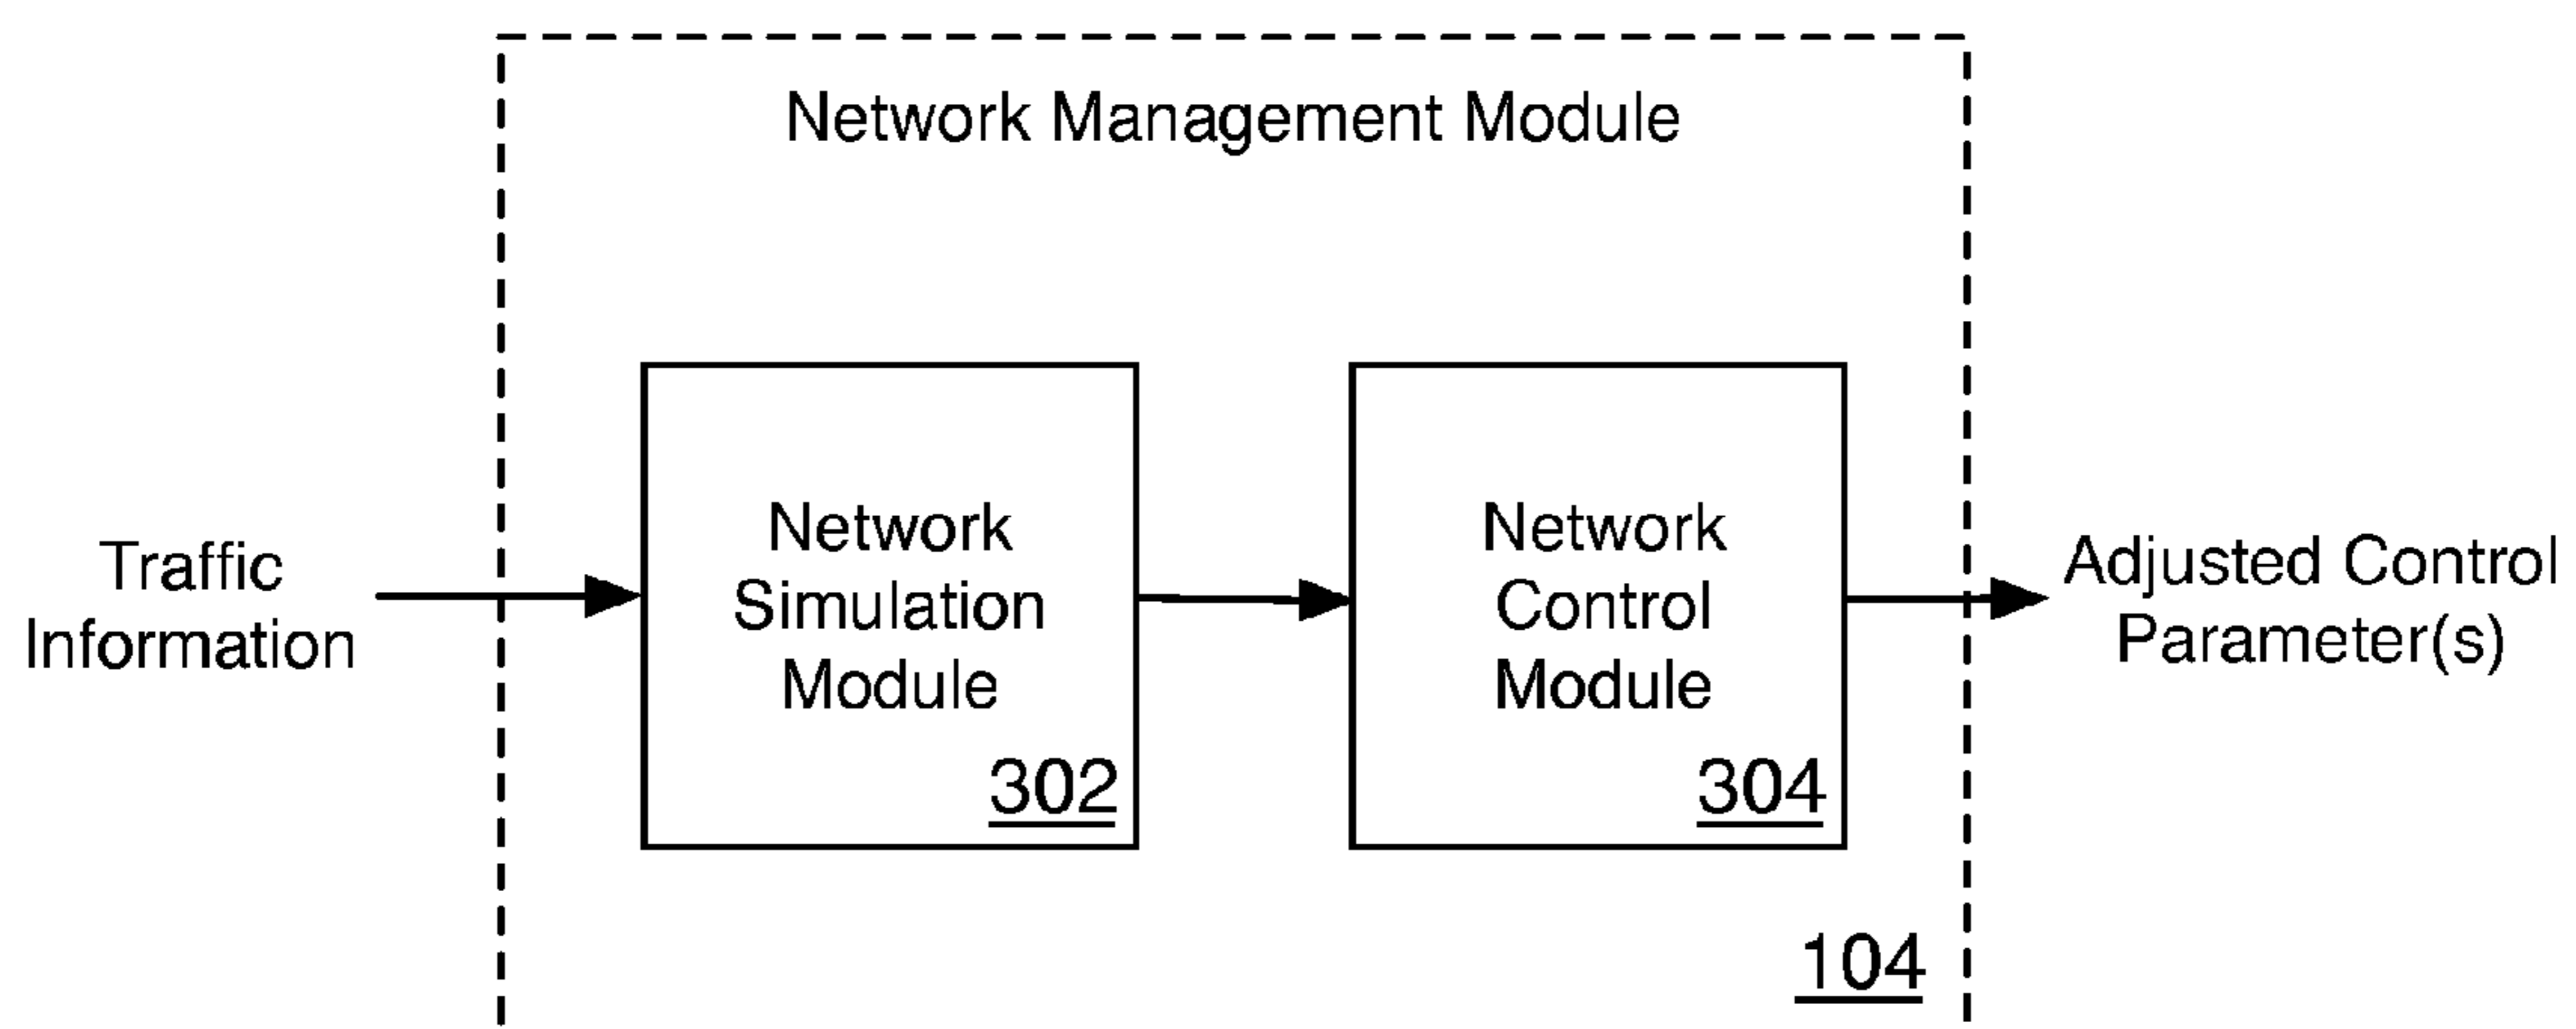 Network Management Module
Traffic
Information
Network
Simulation
Module
302
Network
Control
Module
304
Adjusted Control
Parameter(s)
104